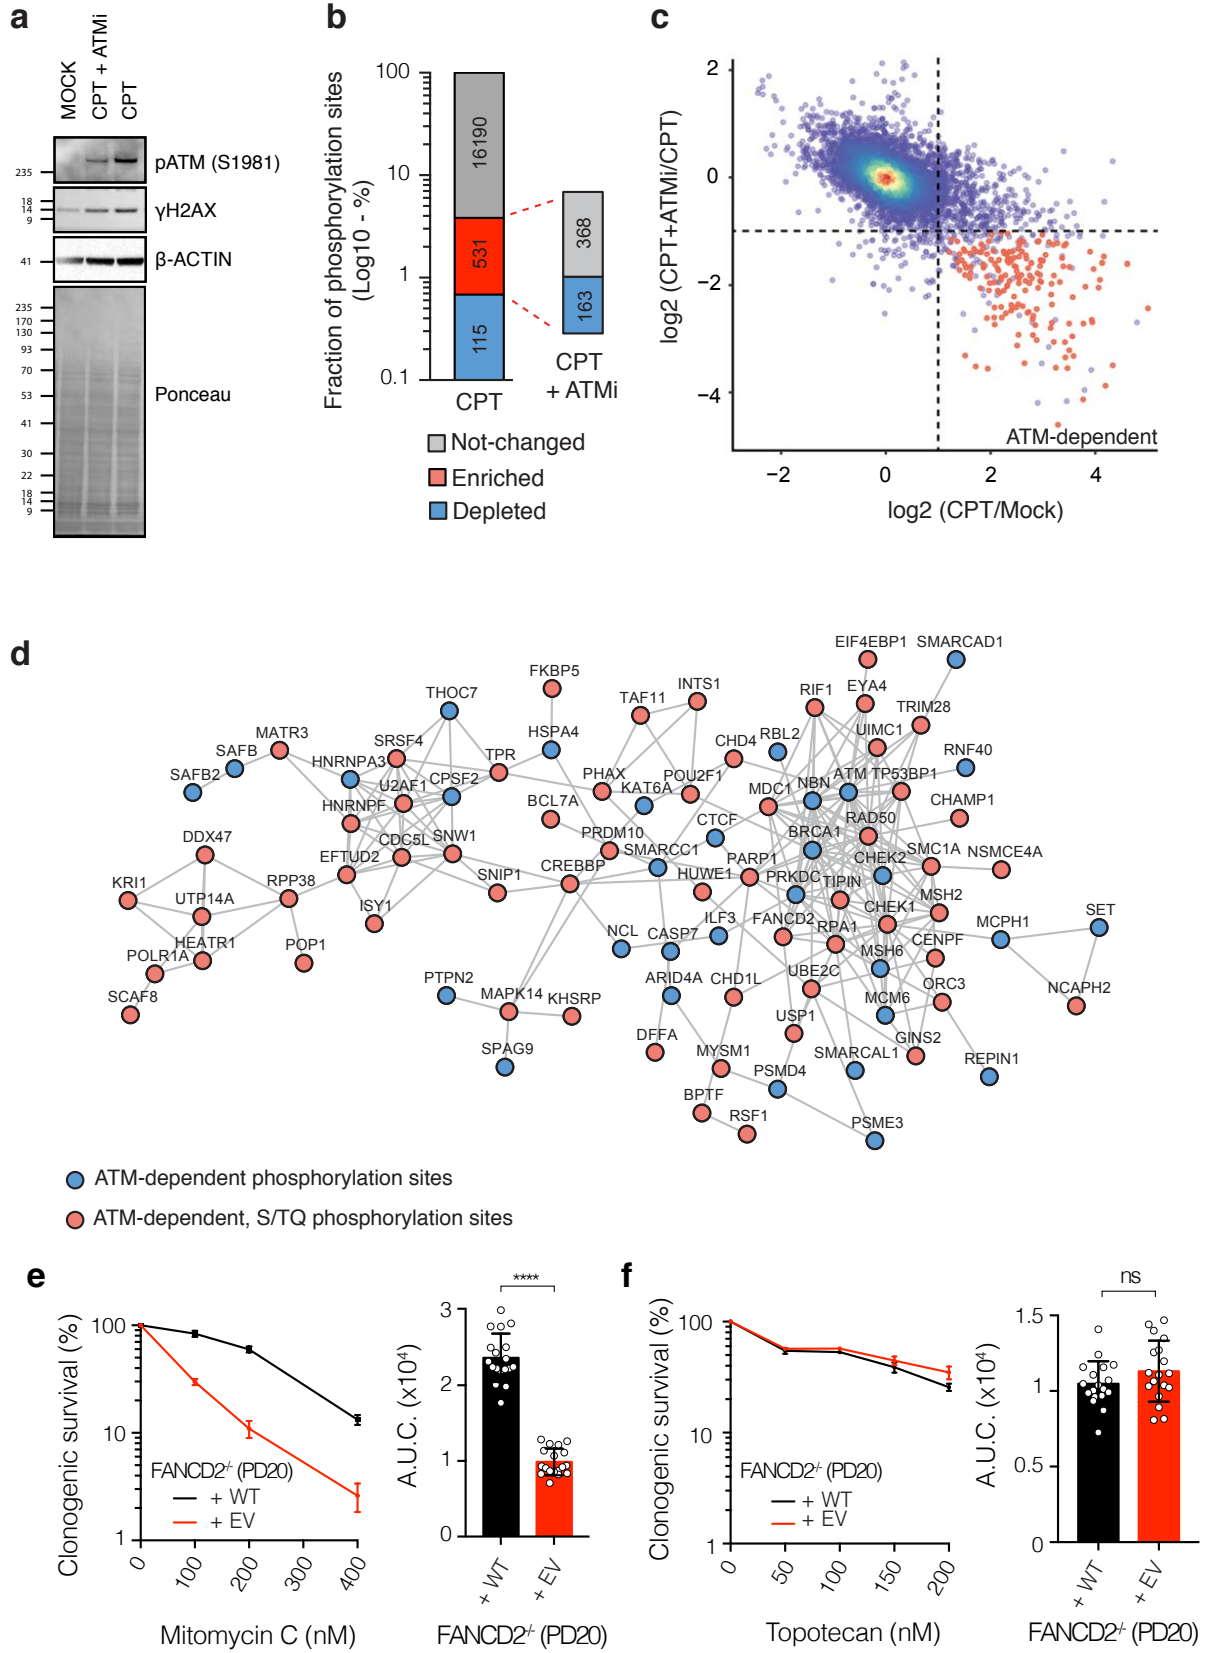 a
MOCK
CPT + ATMi
CPT
235
18
14
9
41
235
170
130
93
70
53
41
30
22
18
14
9
pATM (S1981)
γH2AX
β-ACTIN
Ponceau
b
Fraction of phosphorylation sites
(Log10 - %)
100
10
1
0.1
16190
531
115
368
163
CPT
CPT
+ ATMi
Not-changed
Enriched
Depleted
c
log2 (CPT+ATMi/CPT)
2
0
−2
−4
ATM-dependent
−2
0
2
4
log2 (CPT/Mock)
d
EIF4EBP1
SMARCAD1
FKBP5
THOC7
TAF11
INTS1
RIF1
EYA4
TRIM28
MATR3
SAFB
SAFB2
SRSF4
HNRNPA3
TPR
HSPA4
CHD4
RBL2
UIMC1
RNF40
U2AF1
CPSF2
HNRNPF
PHAX
KAT6A
POU2F1
MDC1
NBN
ATM
TP53BP1
CHAMP1
BCL7A
CTCF
BRCA1
RAD50
DDX47
EFTUD2
CDC5L
SNW1
PRDM10
SMARCC1
CREBBP
PARP1
CHEK2
SMC1A
NSMCE4A
KRI1
UTP14A
RPP38
SNIP1
HUWE1
PRKDC
TIPIN
MSH2
ISY1
ILF3
FANCD2
RPA1
CHEK1
MCPH1
SET
POLR1A
HEATR1
POP1
NCL
CASP7
MSH6
CENPF
SCAF8
PTPN2
MAPK14
KHSRP
ARID4A
CHD1L
UBE2C
ORC3
NCAPH2
MCM6
SPAG9
DFFA
USP1
GINS2
MYSM1
PSMD4
SMARCAL1
REPIN1
BPTF
RSF1
PSME3
ATM-dependent phosphorylation sites
ATM-dependent, S/TQ phosphorylation sites
e
Clonogenic survival (%)
100
10
1
FANCD2-/- (PD20)
+ WT
+ EV
0
100
200
300
400
Mitomycin C (nM)
****
A.U.C. (x10⁴)
3
2
1
0
+ WT
+ EV
FANCD2-/- (PD20)
f
Clonogenic survival (%)
100
10
1
FANCD2-/- (PD20)
+ WT
+ EV
0
50
100
150
200
Topotecan (nM)
ns
A.U.C. (x10⁴)
1.5
1
0.5
0
+ WT
+ EV
FANCD2-/- (PD20)